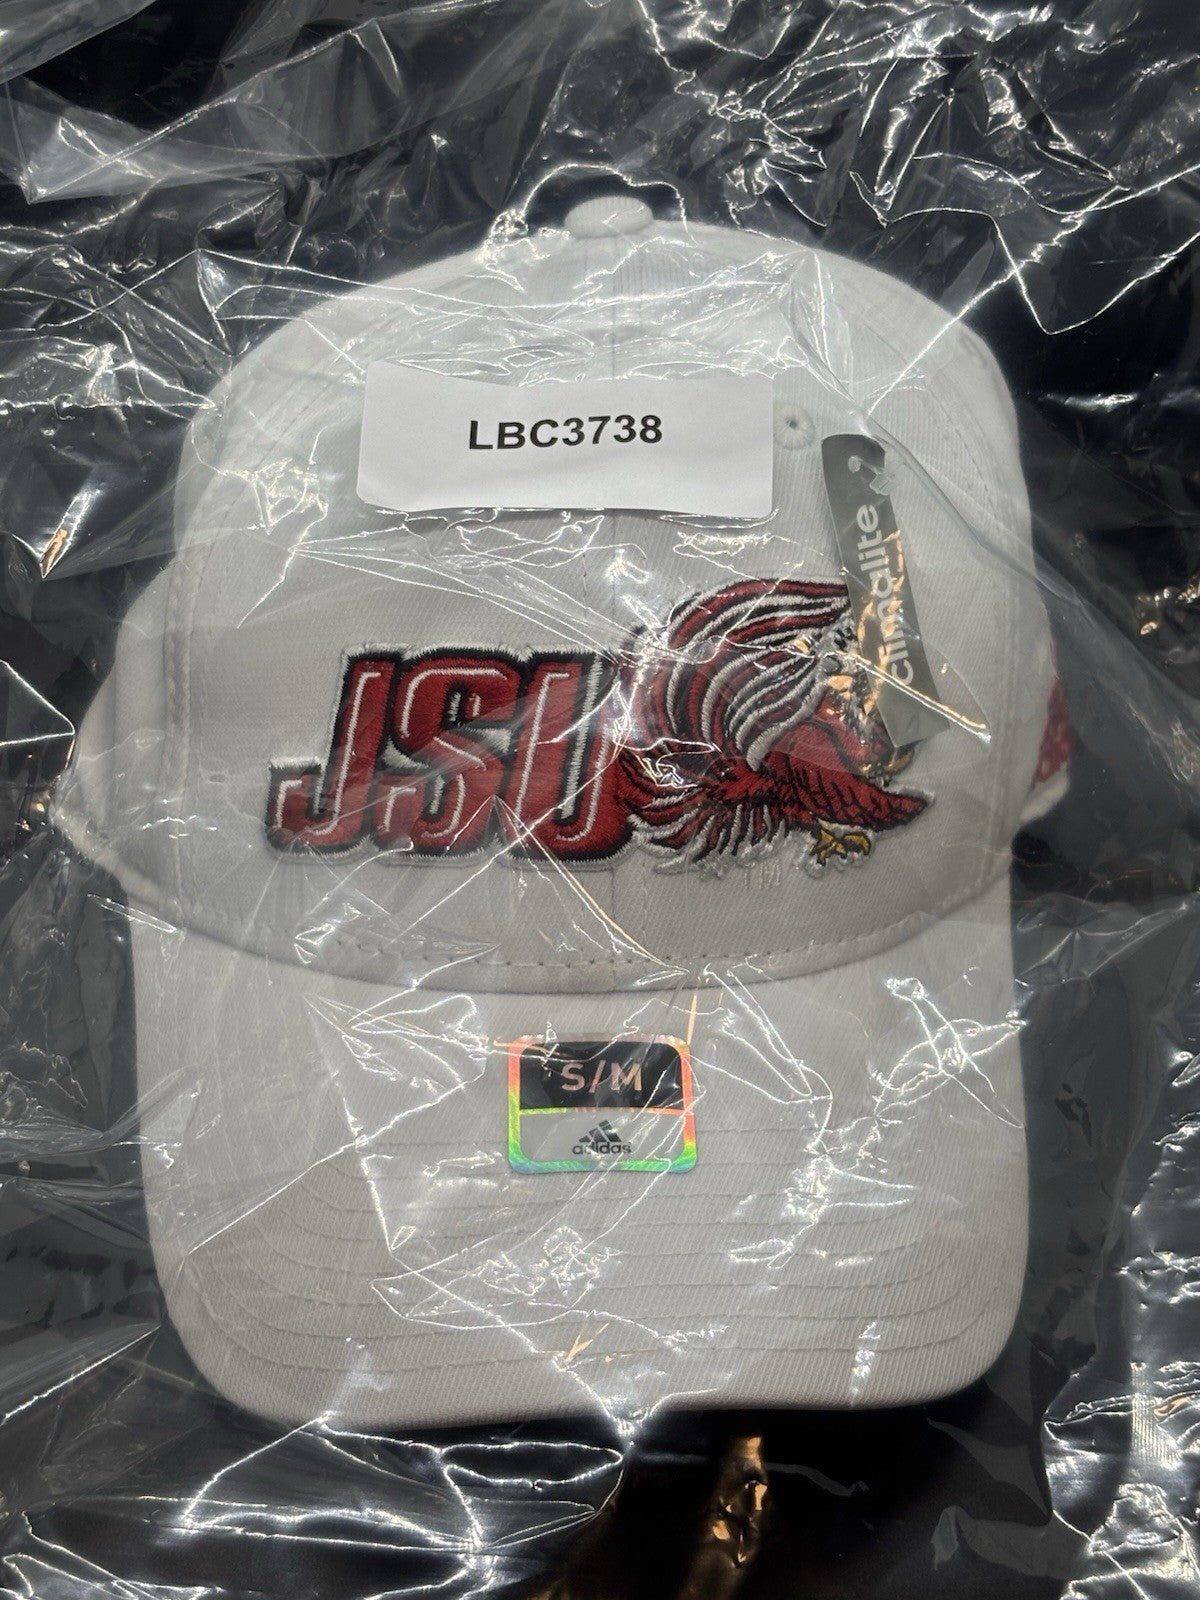 LBC3738
climalite
JSU
TM
S/M
adidas